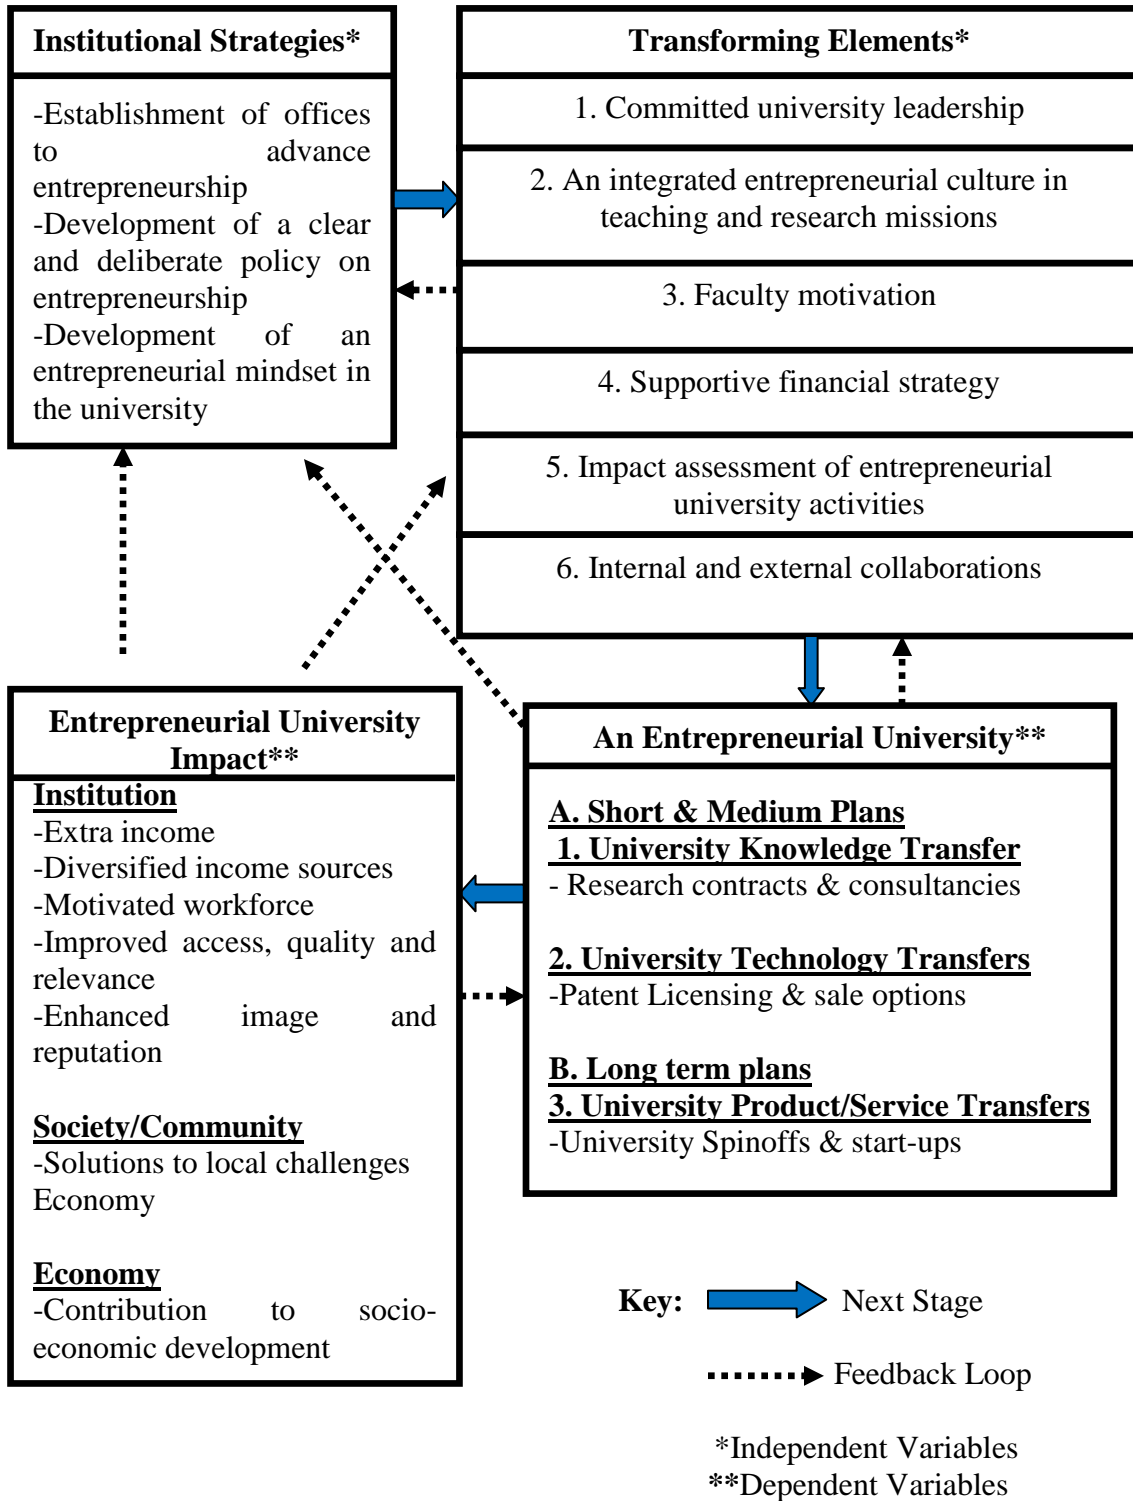 Institutional Strategies*
-Establishment of offices
to advance
entrepreneurship
-Development of a clear
and deliberate policy on
entrepreneurship
-Development of an
entrepreneurial mindset in
the university
Transforming Elements*
1. Committed university leadership
2. An integrated entrepreneurial culture in
teaching and research missions
3. Faculty motivation
4. Supportive financial strategy
5. Impact assessment of entrepreneurial
university activities
6. Internal and external collaborations
Entrepreneurial University
Impact**
Institution
-Extra income
-Diversified income sources
-Motivated workforce
-Improved access, quality and
relevance
-Enhanced image and
reputation
Society/Community
-Solutions to local challenges
Economy
Economy
-Contribution to socio-
economic development
An Entrepreneurial University**
A. Short & Medium Plans
1. University Knowledge Transfer
- Research contracts & consultancies
2. University Technology Transfers
-Patent Licensing & sale options
B. Long term plans
3. University Product/Service Transfers
-University Spinoffs & start-ups
Key: Next Stage
Feedback Loop
*Independent Variables
**Dependent Variables